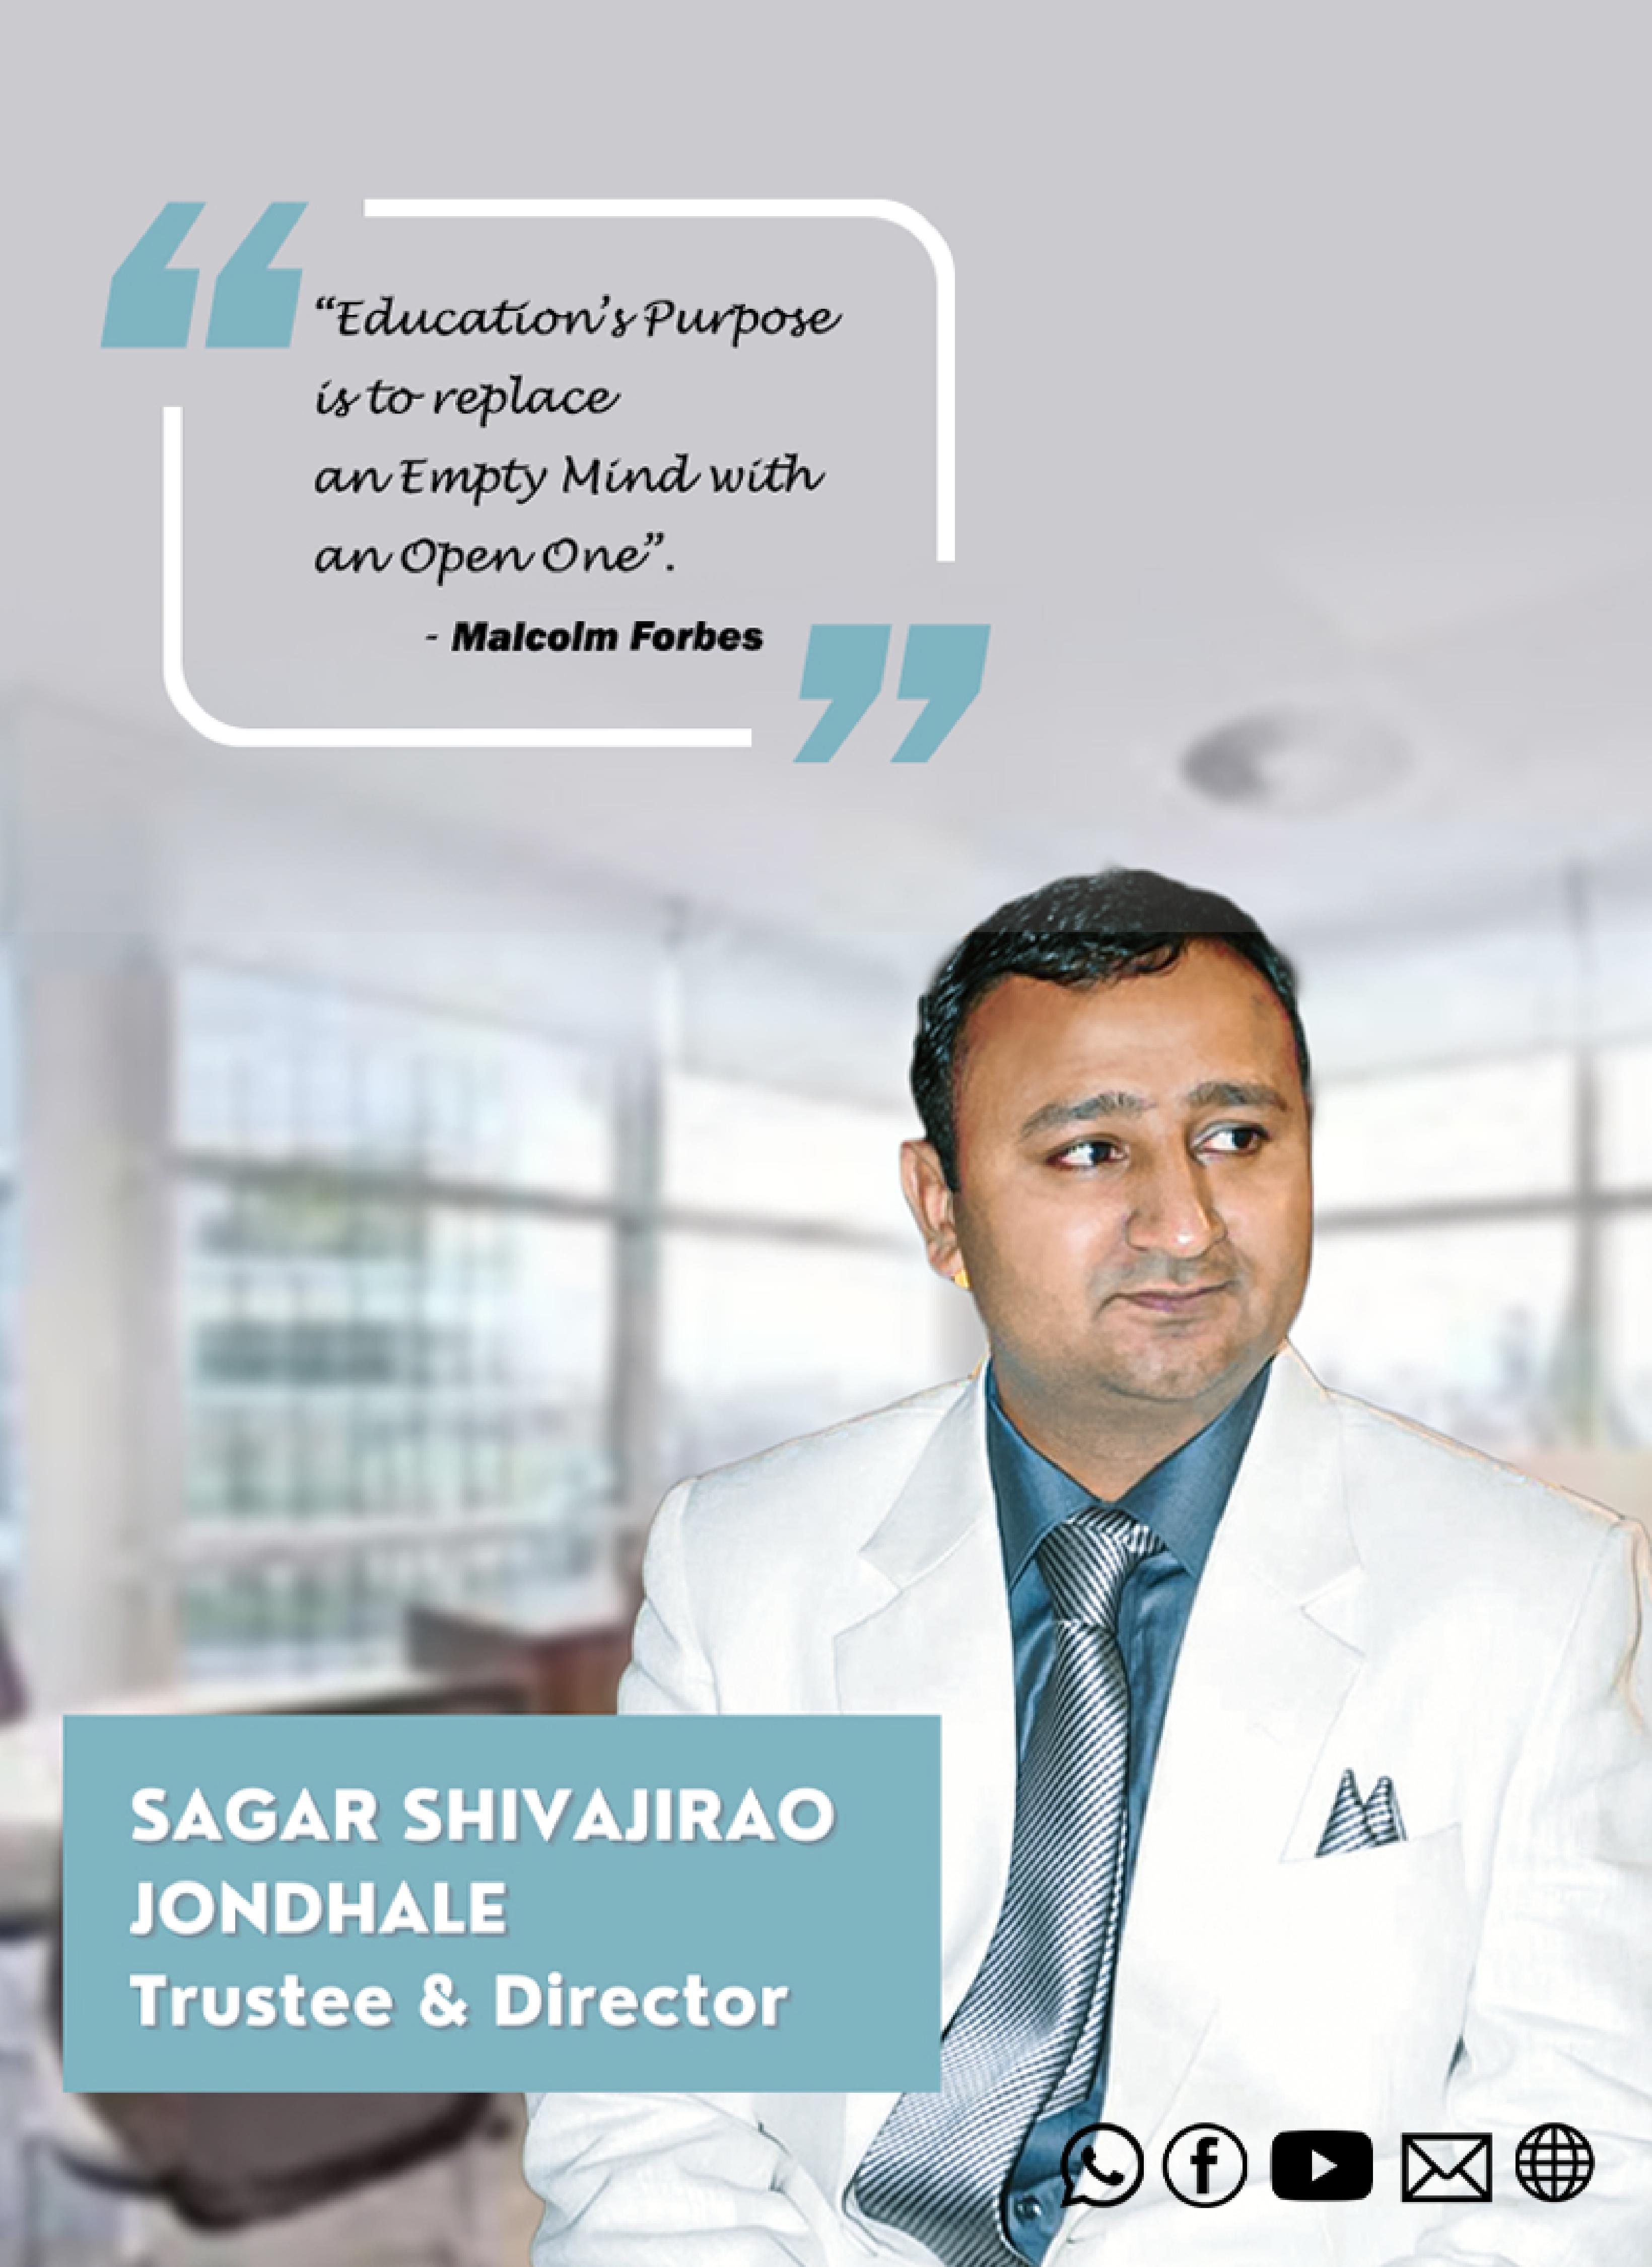 “Education’s Purpose
is to replace
an Empty Mind with
an Open One”.
- Malcolm Forbes
SAGAR SHIVAJIRAO
JONDHALE
Trustee & Director